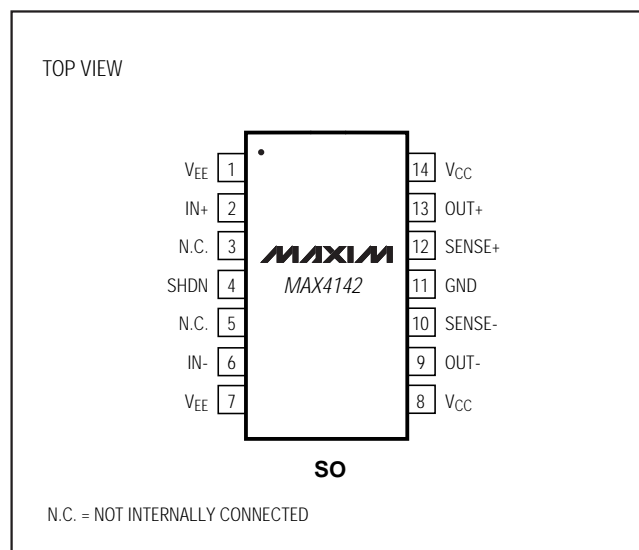 TOP VIEW
VEE 1
IN+ 2
N.C. 3
SHDN 4
N.C. 5
IN- 6
VEE 7
MAXIM
MAX4142
14 VCC
13 OUT+
12 SENSE+
11 GND
10 SENSE-
9 OUT-
8 VCC
SO
N.C. = NOT INTERNALLY CONNECTED